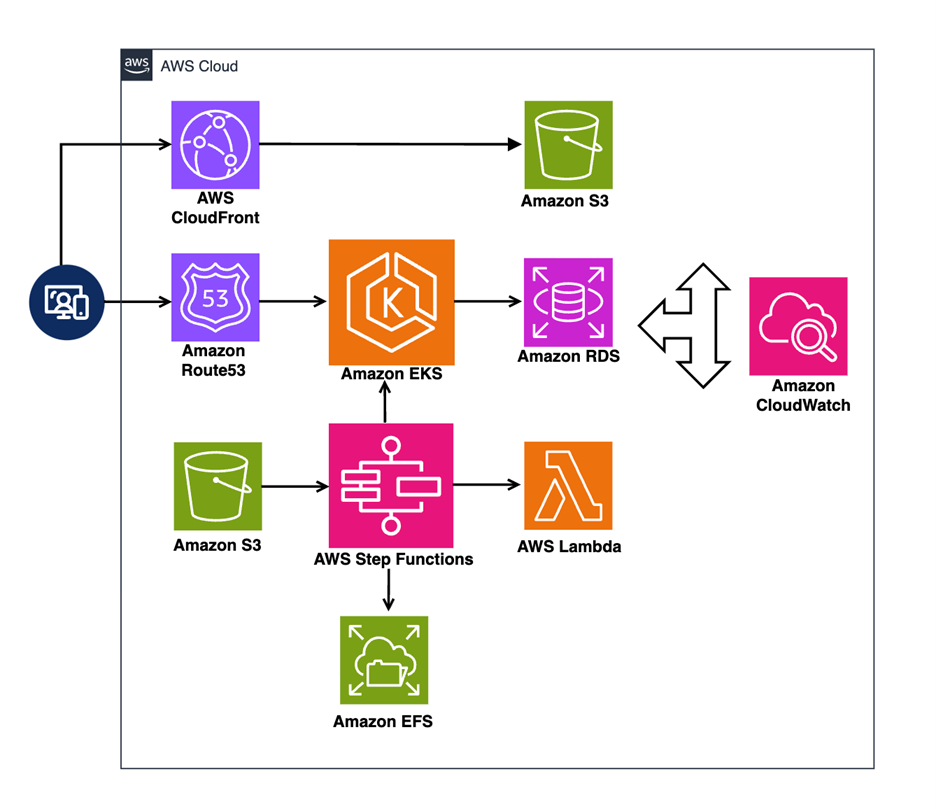 aws
AWS Cloud
AWS
CloudFront
Amazon S3
53
Amazon
Route53
K
Amazon EKS
Amazon RDS
Amazon
CloudWatch
Amazon S3
AWS Step Functions
AWS Lambda
Amazon EFS